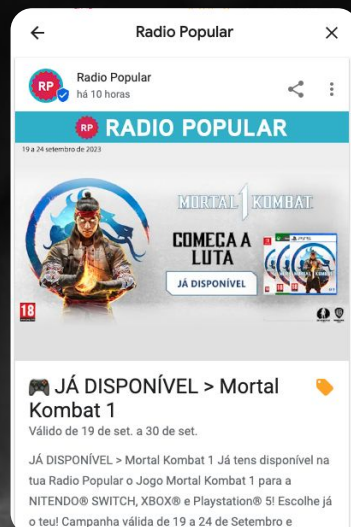 Radio Popular
RP
Radio Popular
há 10 horas
RP RADIO POPULAR
19 a 24 setembro de 2023
MORTAL KOMBAT 1
COMEÇA A
LUTA
JÁ DISPONÍVEL
18
JÁ DISPONÍVEL > Mortal
Kombat 1
Válido de 19 de set. a 30 de set.
JÁ DISPONÍVEL > Mortal Kombat 1 Já tens disponível na
tua Radio Popular o Jogo Mortal Kombat 1 para a
NITENDO® SWITCH, XBOX® e Playstation® 5! Escolhe já
o teu! Campanha válida de 19 a 24 de Setembro e